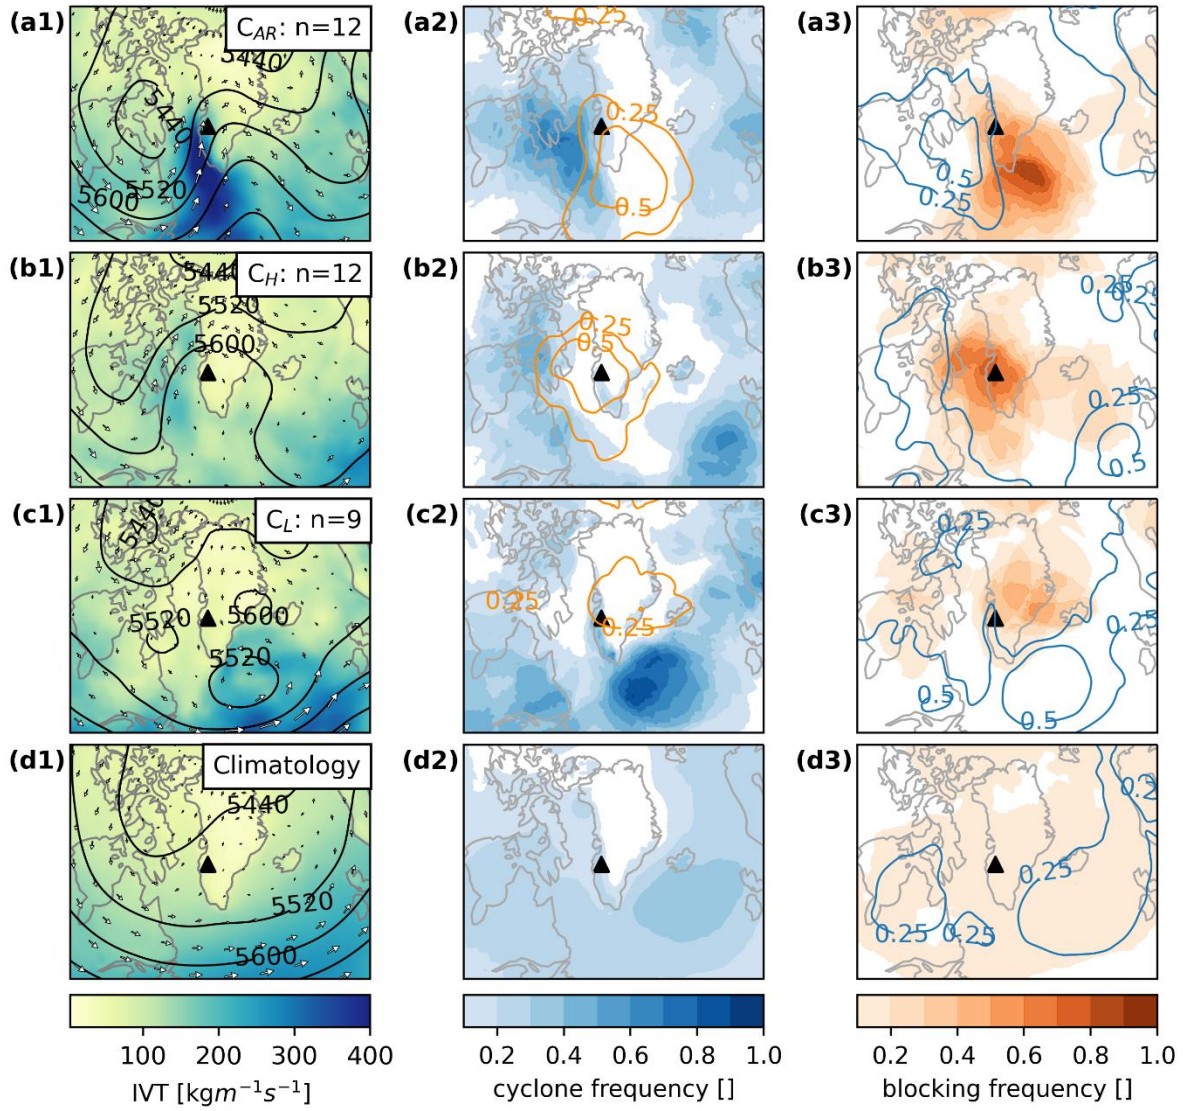 (a1)
C_AR: n=12
5440
5440
5520
5600
(a2)
0.25
0.25
0.5
(a3)
0.5
0.25
(b1)
C_H: n=12
5440
5520
5600
(b2)
0.25
0.5
(b3)
0.25
0.25
0.5
(c1)
C_L: n=9
5440
5520
5600
5520
(c2)
0.25
0.25
(c3)
0.25
0.25
0.5
0.5
(d1)
Climatology
5440
5520
5600
(d2)
(d3)
0.2
0.25
0.25
0.25
100 200 300 400
IVT [kgm⁻¹s⁻¹]
0.2 0.4 0.6 0.8 1.0
cyclone frequency []
0.2 0.4 0.6 0.8 1.0
blocking frequency []